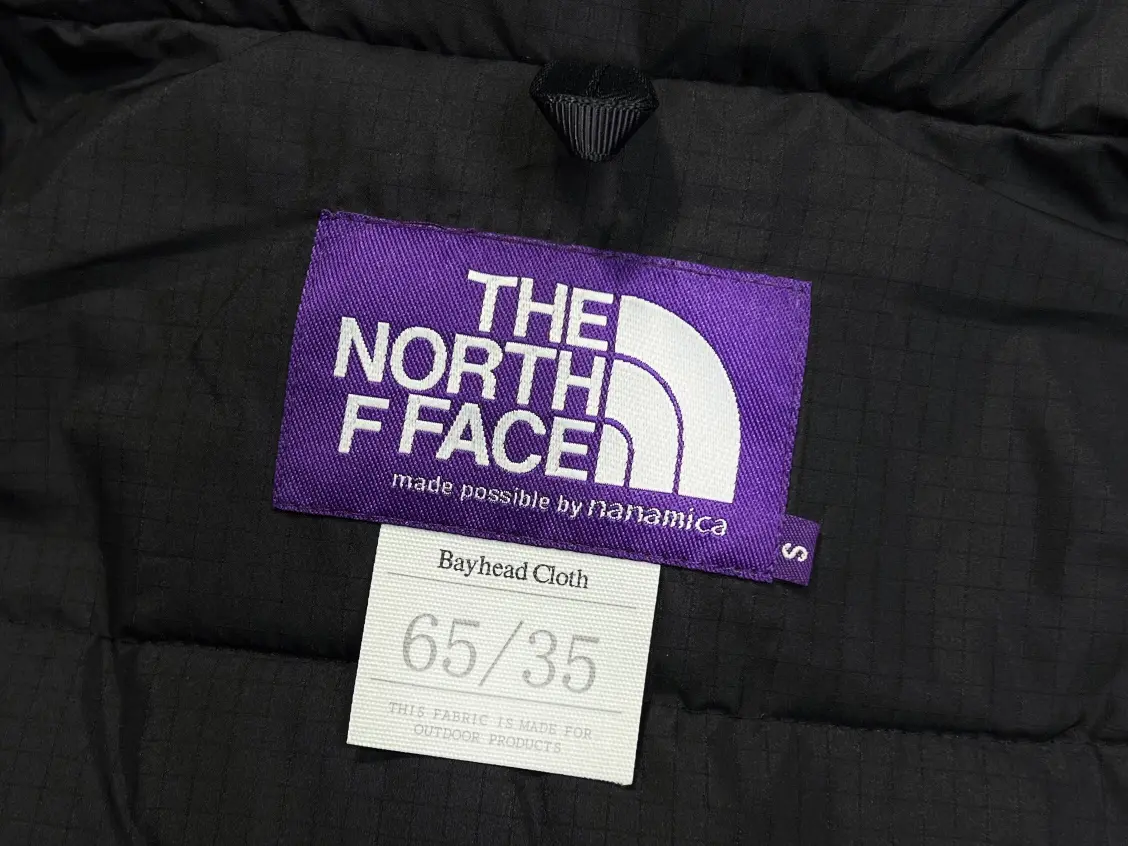 THE
NORTH
F FACE
made possible by nanamica
S
Bayhead Cloth
65/35
THIS FABRIC IS MADE FOR
OUTDOOR PRODUCTS